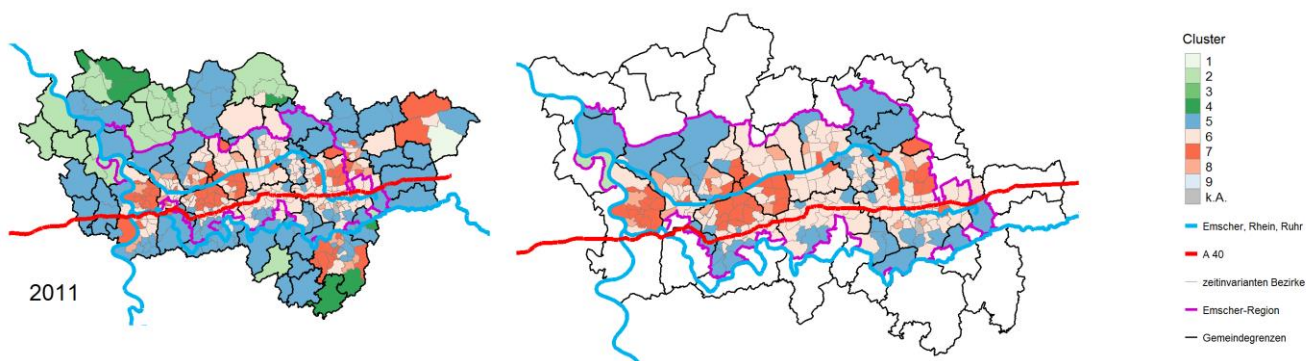 2011
Cluster
1
2
3
4
5
6
7
8
9
k.A.
Emscher, Rhein, Ruhr
A 40
zeitinvarianten Bezirke
Emscher-Region
Gemeindegrenzen